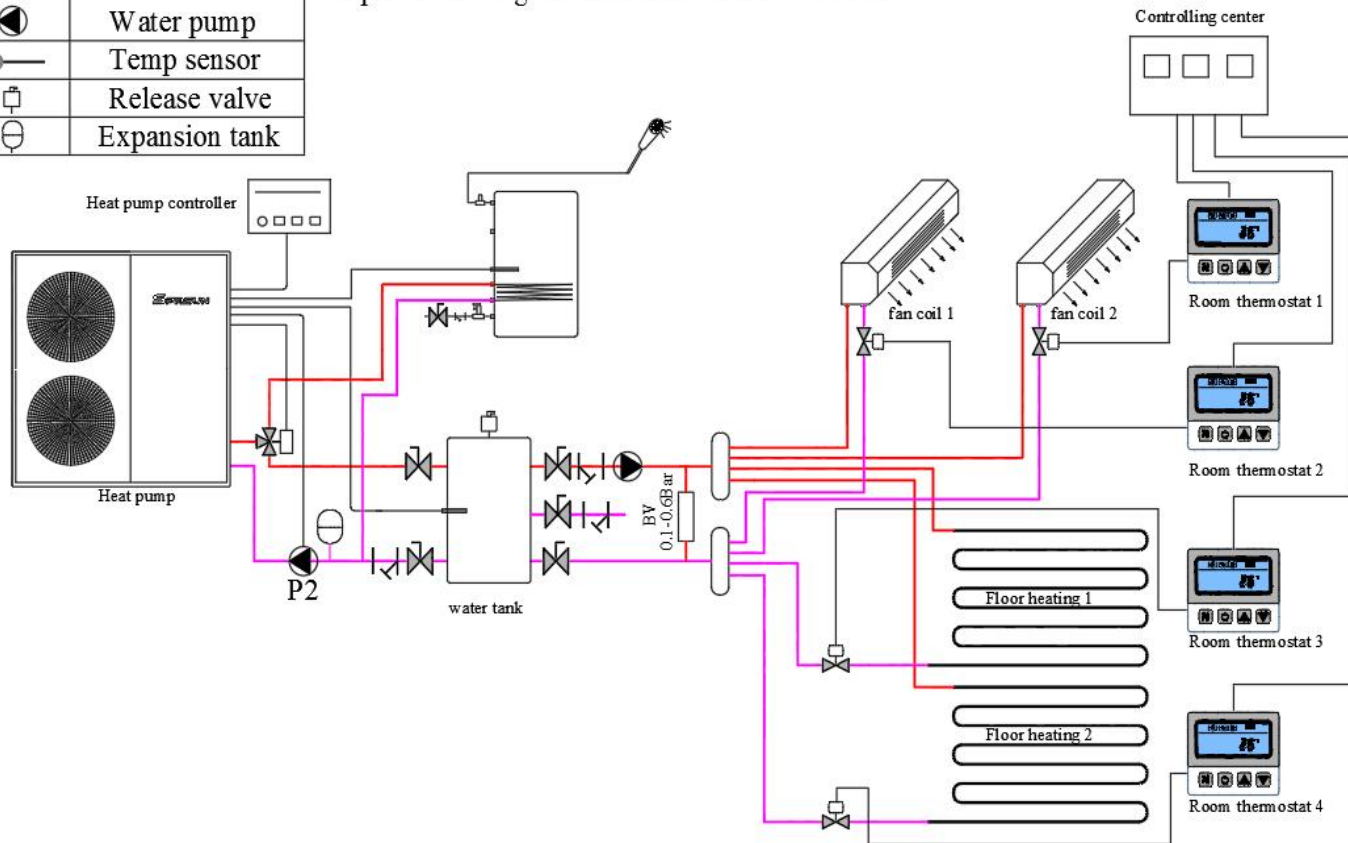 Controlling center
Water pump
Temp sensor
Release valve
Expansion tank
Heat pump controller
Room thermostat 1
fan coil 1
fan coil 2
Room thermostat 2
Heat pump
BV
0.1-0.6Bar
P2
water tank
Floor heating 1
Room thermostat 3
Floor heating 2
Room thermostat 4